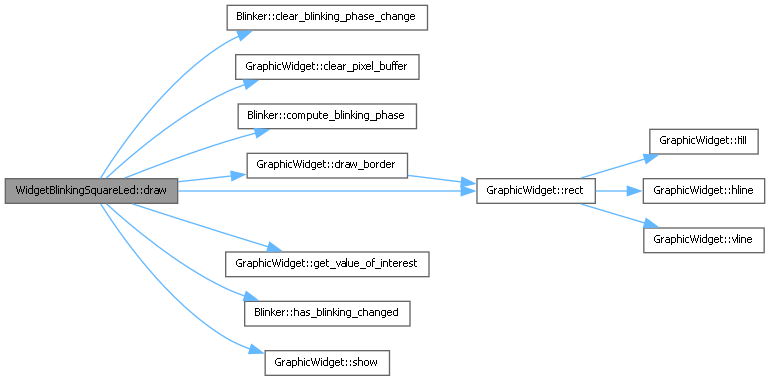 Blinker::clear_blinking_phase_change
GraphicWidget::clear_pixel_buffer
Blinker::compute_blinking_phase
GraphicWidget::draw_border
WidgetBlinkingSquareLed::draw
GraphicWidget::rect
GraphicWidget::fill
GraphicWidget::hline
GraphicWidget::vline
GraphicWidget::get_value_of_interest
Blinker::has_blinking_changed
GraphicWidget::show